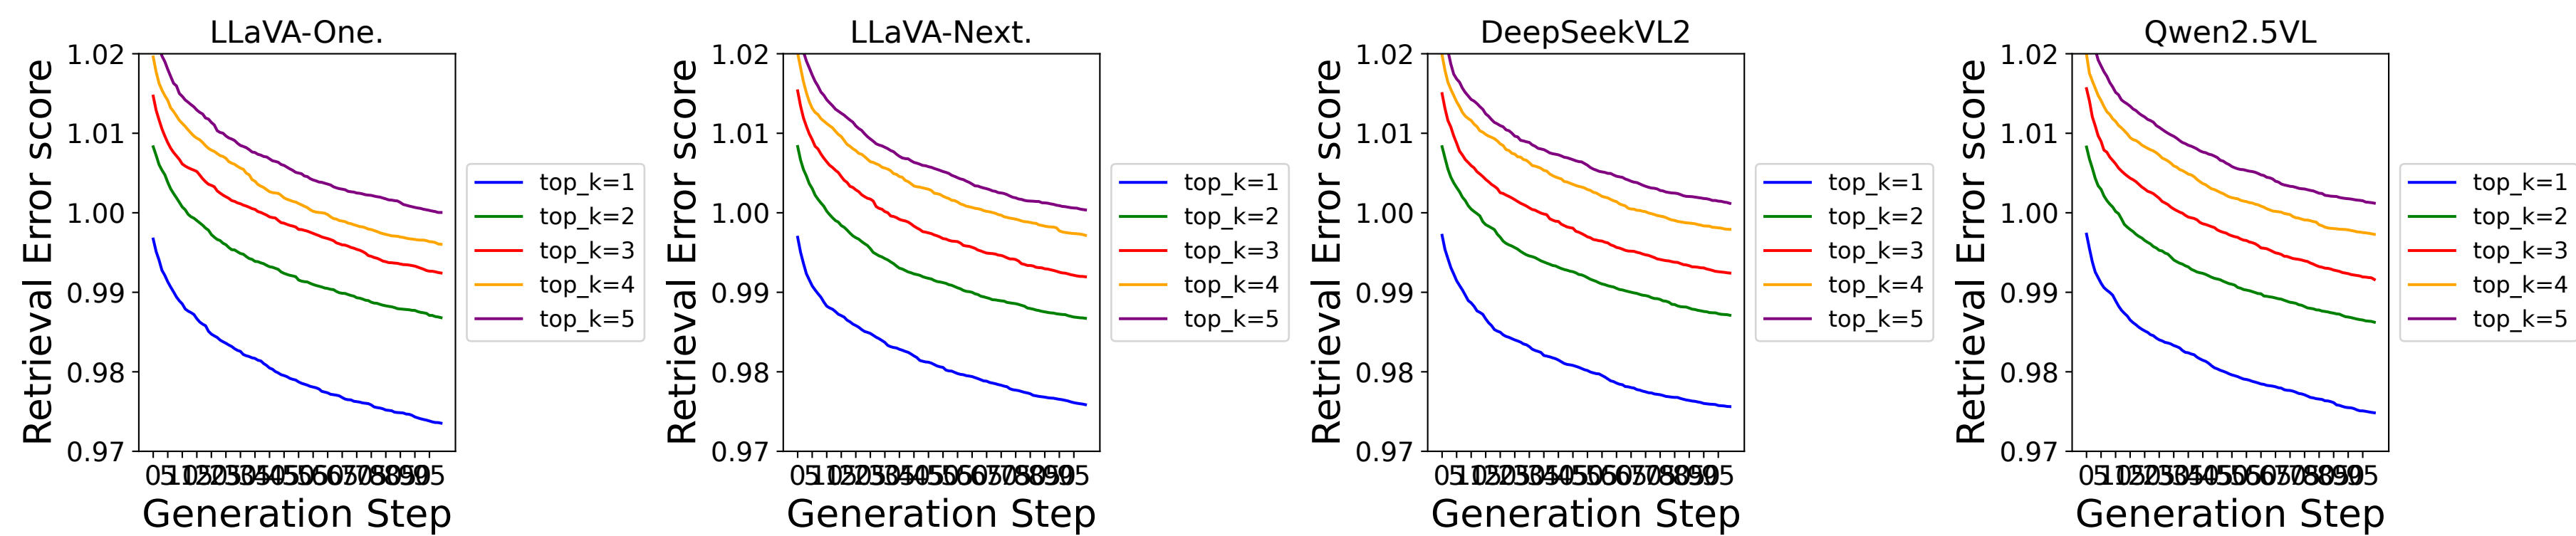 LLaVA-One.
1.02
1.01
1.00
0.99
0.98
0.97
Retrieval Error score
Generation Step
top_k=1
top_k=2
top_k=3
top_k=4
top_k=5
LLaVA-Next.
1.02
1.01
1.00
0.99
0.98
0.97
Retrieval Error score
Generation Step
top_k=1
top_k=2
top_k=3
top_k=4
top_k=5
DeepSeekVL2
1.02
1.01
1.00
0.99
0.98
0.97
Retrieval Error score
Generation Step
top_k=1
top_k=2
top_k=3
top_k=4
top_k=5
Qwen2.5VL
1.02
1.01
1.00
0.99
0.98
0.97
Retrieval Error score
Generation Step
top_k=1
top_k=2
top_k=3
top_k=4
top_k=5